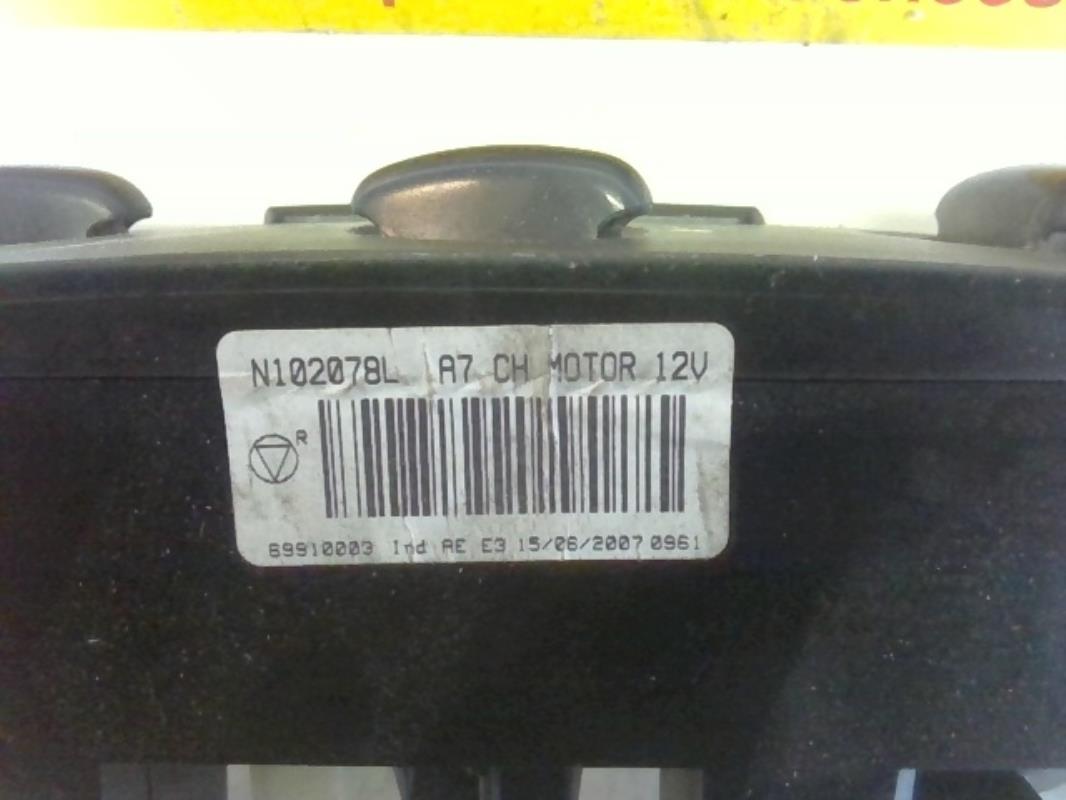 N102078L A7 CH MOTOR 12V
R
69910003 Ind AE E3 15/06/2007 0961